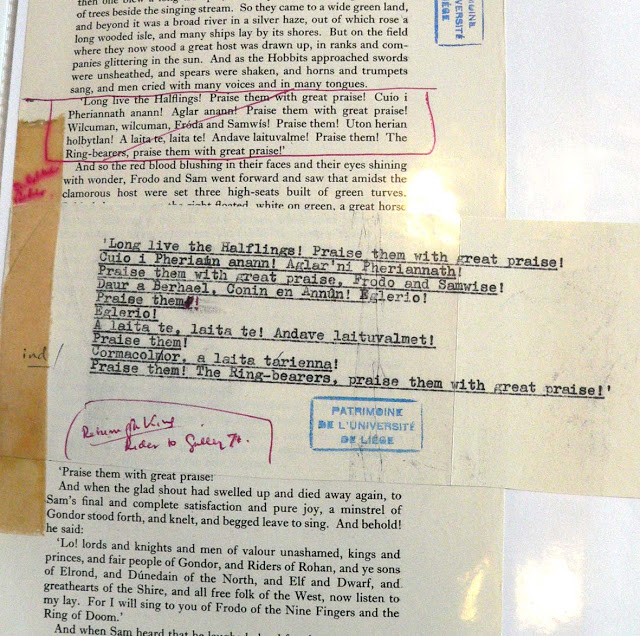 then one blew a long
of trees beside the singing stream. So they came to a wide green land,
and beyond it was a broad river in a silver haze, out of which rose a
long wooded isle, and many ships lay by its shores. But on the field
where they now stood a great host was drawn up, in ranks and com-
panies glittering in the sun. And as the Hobbits approached swords
were unsheathed, and spears were shaken, and horns and trumpets
sang, and men cried with many voices and in many tongues.
'Long live the Halflings! Praise them with great praise! Cuio i
Pheriannath anann! Aglar anann! Praise them with great praise!
Wilcuman, wilcuman, Fróda and Samwís! Praise them! Uton herian
holbytlan! A laita te, laita te! Andave laituvalme! Praise them! The
Ring-bearers, praise them with great praise!'
And so the red blood blushing in their faces and their eyes shining
with wonder, Frodo and Sam went forward and saw that amidst the
clamorous host were set three high-seats built of green turves.
the right floated, white on green, a great horse
'Long live the Halflings! Praise them with great praise!
Cuio i Pheriain anann! Aglar'ni Pheriannath!
Praise them with great praise, Frodo and Samwise!
Daur a Berhael, Conin en Annûn! Eglerio!
Praise them!
Eglerio!
A laita te, laita te! Andave laituvalmet!
Praise them!
Cormacolindor, a laita tárienna!
Praise them! The Ring-bearers, praise them with great praise!'
ind/
Return of the King
PATRIMOINE
DE L'UNIVERSITÉ
DE LIÈGE
'Praise them with great praise!
And when the glad shout had swelled up and died away again, to
Sam's final and complete satisfaction and pure joy, a minstrel of
Gondor stood forth, and knelt, and begged leave to sing. And behold!
he said:
'Lo! lords and knights and men of valour unashamed, kings and
princes, and fair people of Gondor, and Riders of Rohan, and ye sons
of Elrond, and Dúnedain of the North, and Elf and Dwarf, and
greathearts of the Shire, and all free folk of the West, now listen to
my lay. For I will sing to you of Frodo of the Nine Fingers and the
Ring of Doom.'
And when Sam heard that he laughed